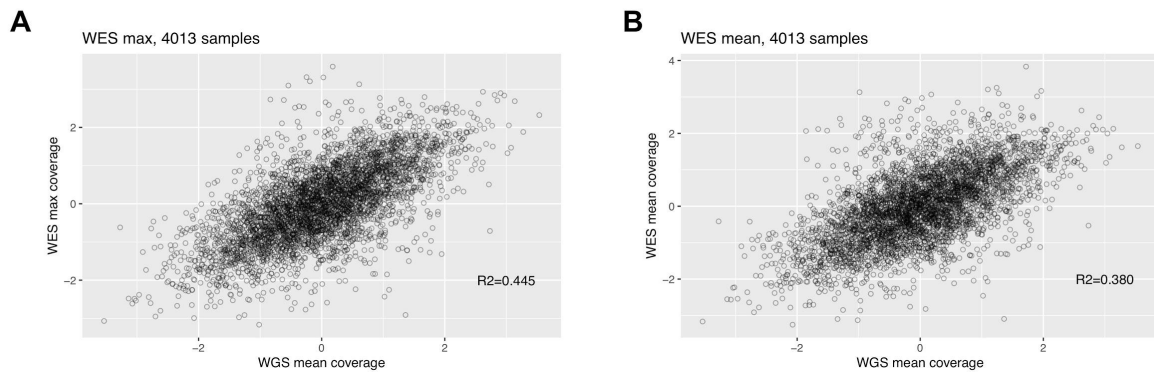 A
WES max, 4013 samples
WES max coverage
2
0
−2
R2=0.445
−2
0
2
WGS mean coverage
B
WES mean, 4013 samples
WES mean coverage
4
2
0
−2
R2=0.380
−2
0
2
WGS mean coverage